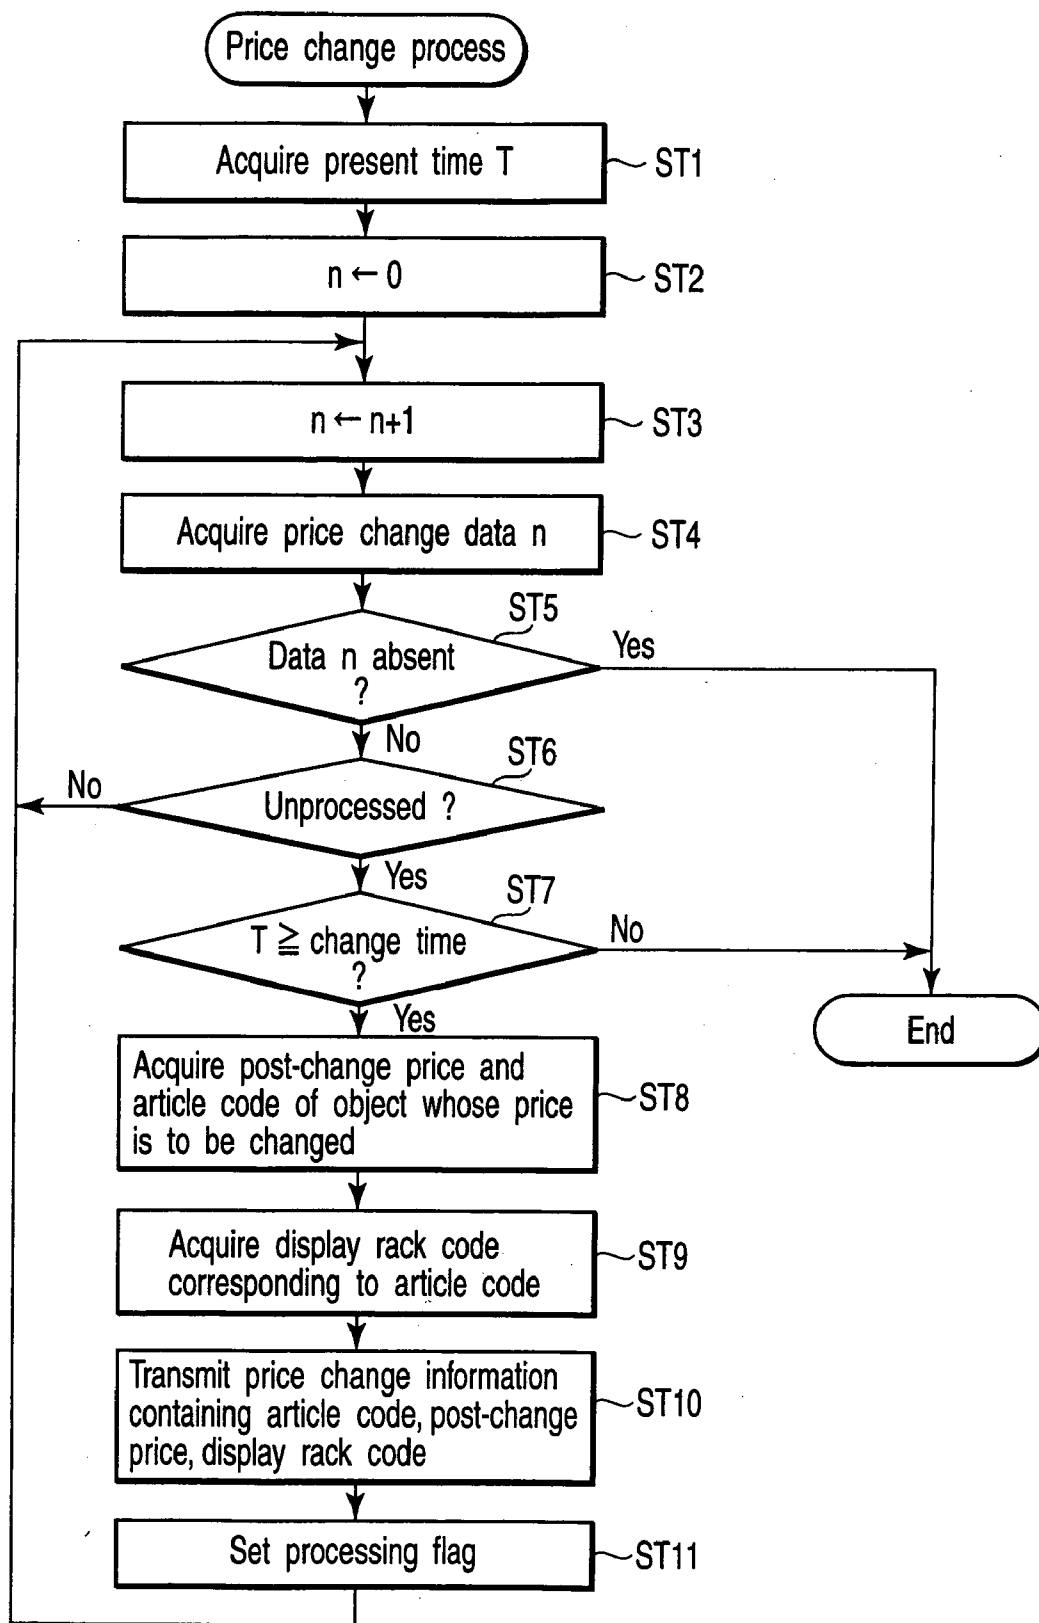 Price change process
Acquire present time T
ST1
n ← 0
ST2
n ← n+1
ST3
Acquire price change data n
ST4
ST5
Data n absent
?
Yes
No
ST6
Unprocessed ?
No
Yes
ST7
T ≧ change time
?
No
Yes
End
Acquire post-change price and
article code of object whose price
is to be changed
ST8
Acquire display rack code
corresponding to article code
ST9
Transmit price change information
containing article code, post-change
price, display rack code
ST10
Set processing flag
ST11